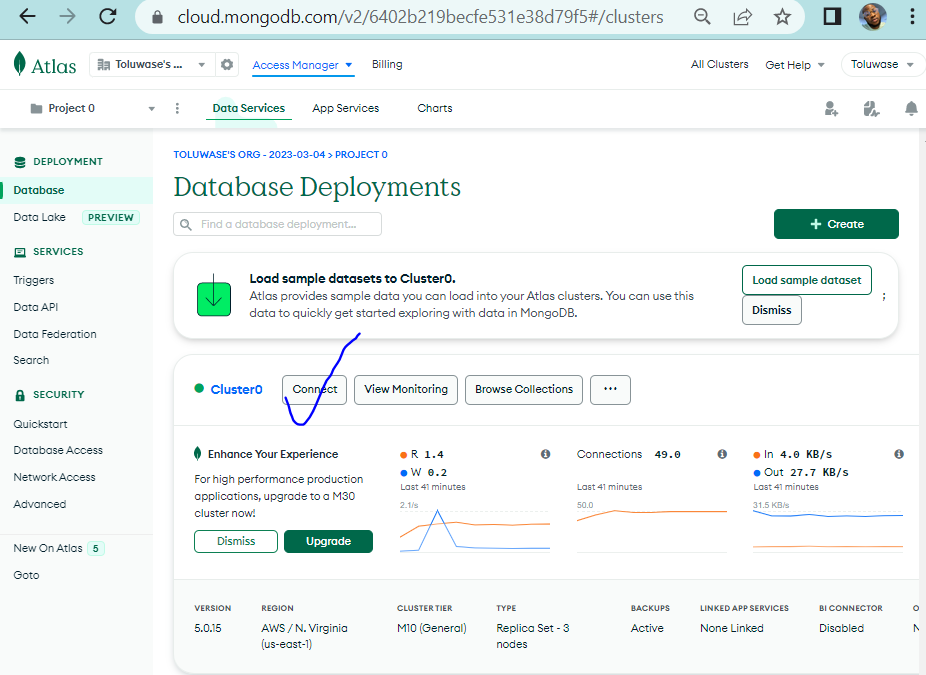 cloud.mongodb.com/v2/6402b219becfe531e38d79f5#/clusters
Atlas
Toluwase's ...
Access Manager
Billing
All Clusters
Get Help
Toluwase
Project 0
Data Services
App Services
Charts
DEPLOYMENT
Database
Data Lake PREVIEW
SERVICES
Triggers
Data API
Data Federation
Search
SECURITY
Quickstart
Database Access
Network Access
Advanced
New On Atlas 5
Goto
TOLUWASE'S ORG - 2023-03-04 > PROJECT 0
Database Deployments
Find a database deployment...
+ Create
Load sample datasets to Cluster0.
Atlas provides sample data you can load into your Atlas clusters. You can use this
data to quickly get started exploring with data in MongoDB.
Load sample dataset
Dismiss
;
Cluster0
Connect
View Monitoring
Browse Collections
...
Enhance Your Experience
For high performance production
applications, upgrade to a M30
cluster now!
Dismiss
Upgrade
R 1.4
W 0.2
Last 41 minutes
2.1/s
Connections 49.0
Last 41 minutes
50.0
In 4.0 KB/s
Out 27.7 KB/s
Last 41 minutes
31.5 KB/s
VERSION
5.0.15
REGION
AWS / N. Virginia
(us-east-1)
CLUSTER TIER
M10 (General)
TYPE
Replica Set - 3
nodes
BACKUPS
Active
LINKED APP SERVICES
None Linked
BI CONNECTOR
Disabled